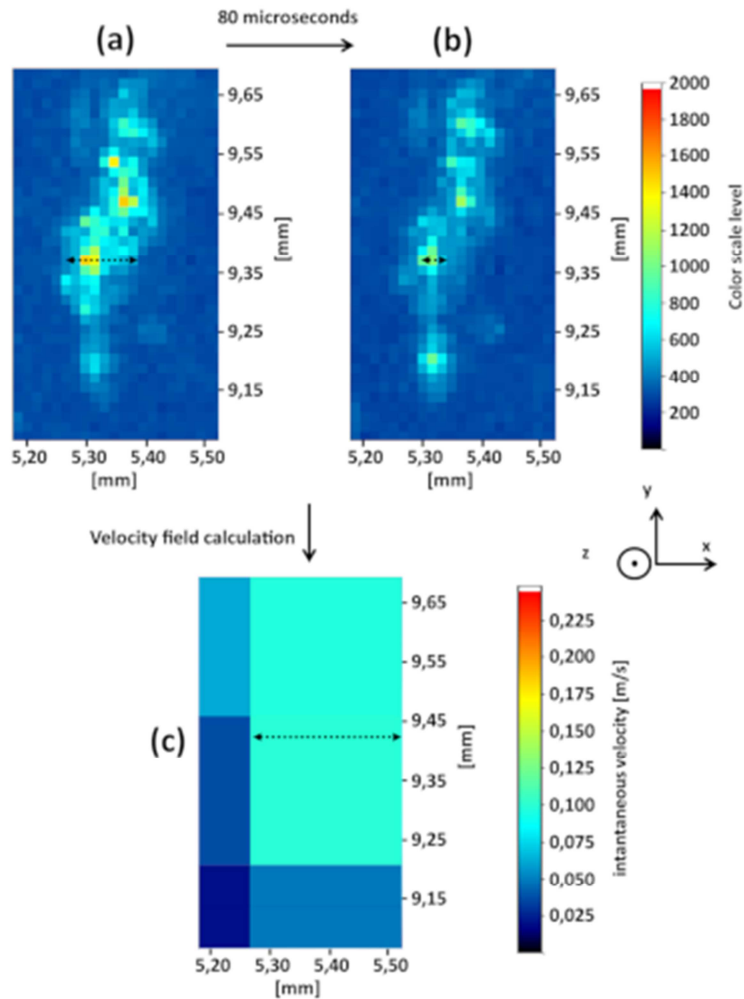 80 microseconds
(a)
(b)
9,65
9,55
9,45
9,35
9,25
9,15
[mm]
5,20 5,30 5,40 5,50
[mm]
9,65
9,55
9,45
9,35
9,25
9,15
[mm]
5,20 5,30 5,40 5,50
[mm]
2000
1800
1600
1400
1200
1000
800
600
400
200
Color scale level
Velocity field calculation
y
x
z
(c)
9,65
9,55
9,45
9,35
9,25
9,15
[mm]
5,20 5,30 5,40 5,50
[mm]
0,225
0,200
0,175
0,150
0,125
0,100
0,075
0,050
0,025
intantaneous velocity [m/s]